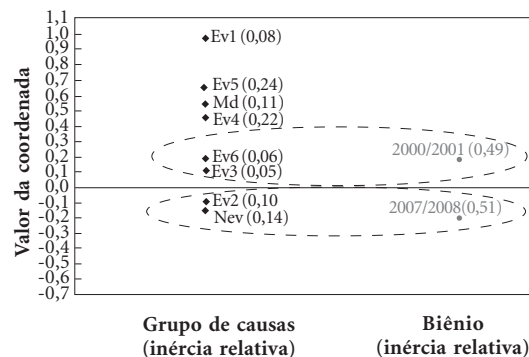 Valor da coordenada
1,1
1,0
0,9
0,8
0,7
0,6
0,5
0,4
0,3
0,2
0,1
0,0
-0,1
-0,2
-0,3
-0,4
-0,5
-0,6
-0,7
Ev1 (0,08)
Ev5 (0,24)
Md (0,11)
Ev4 (0,22)
Ev6 (0,06)
Ev3 (0,05)
Ev2 (0,10
Nev (0,14)
2000/2001 (0,49)
2007/2008(0,51)
Grupo de causas
(inércia relativa)
Biênio
(inércia relativa)